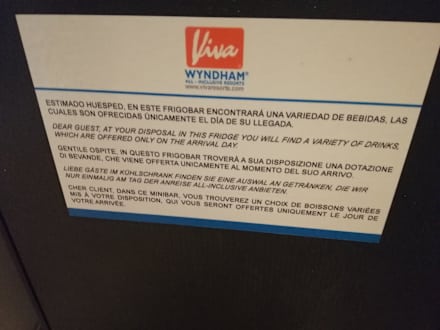 Viva
WYNDHAM®
ALL - INCLUSIVE RESORTS
www.vivaresorts.com
ESTIMADO HUESPED, EN ESTE FRIGOBAR ENCONTRARÁ UNA VARIEDAD DE BEBIDAS, LAS
CUALES SON OFRECIDAS ÚNICAMENTE EL DÍA DE SU LLEGADA.
DEAR GUEST, AT YOUR DISPOSAL IN THIS FRIDGE YOU WILL FIND A VARIETY OF DRINKS,
WHICH ARE OFFERED ONLY ON THE ARRIVAL DAY.
GENTILE OSPITE, IN QUESTO FRIGOBAR TROVERÀ A SUA DISPOSIZIONE UNA DOTAZIONE
DI BEVANDE, CHE VIENE OFFERTA UNICAMENTE AL MOMENTO DEL SUO ARRIVO.
LIEBE GÄSTE IM KÜHLSCHRANK FINDEN SIE EINE AUSWAL AN GETRÄNKEN, DIE WIR
NUR EINMALIG AM TAG DER ANREISE ALL-INCLUSIVE ANBIETEN.
CHER CLIENT, DANS CE MINIBAR, VOUS TROUVEREZ UN CHOIX DE BOISSONS VARIÉES
MIS À VOTRE DISPOSITION, QUI VOUS SERONT OFFERTES UNIQUEMENT LE JOUR DE
VOTRE ARRIVÉE.